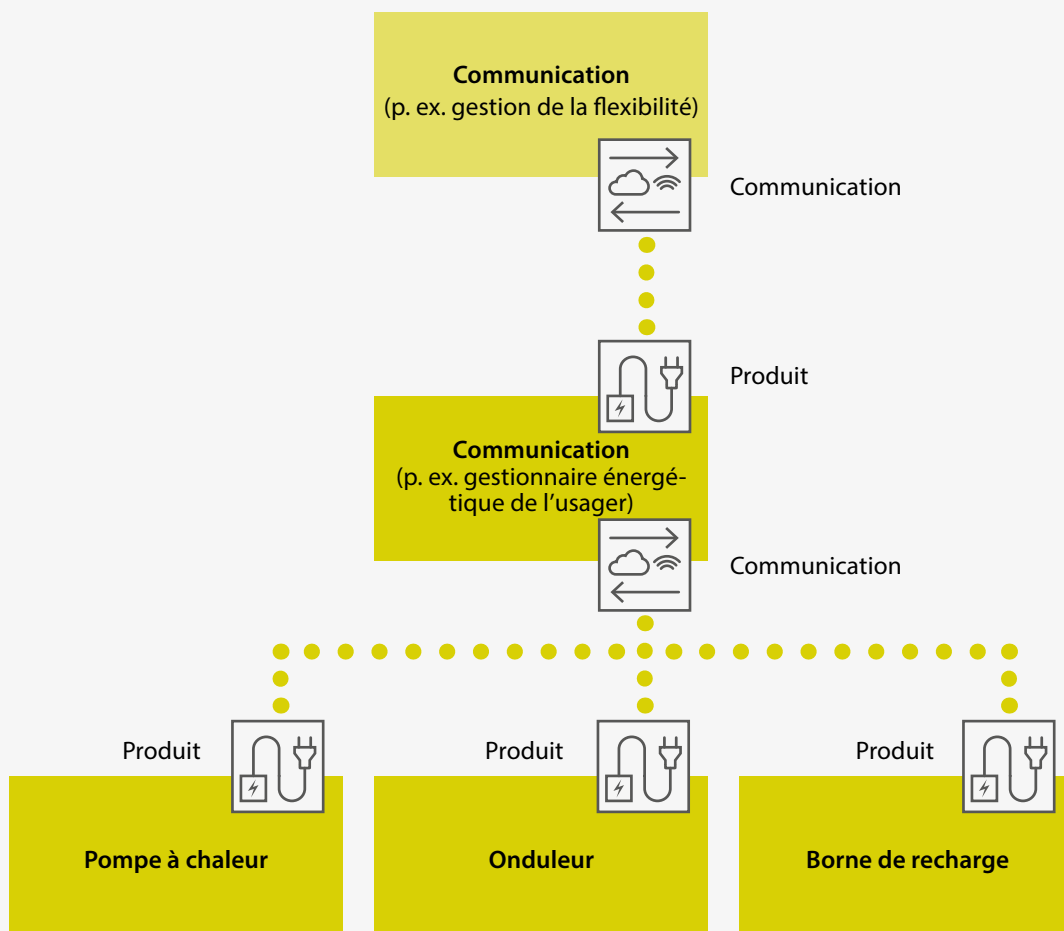 Communication
(p. ex. gestion de la flexibilité)
Communication
Produit
Communication
(p. ex. gestionnaire énergé-
tique de l’usager)
Communication
Produit
Produit
Produit
Pompe à chaleur
Onduleur
Borne de recharge